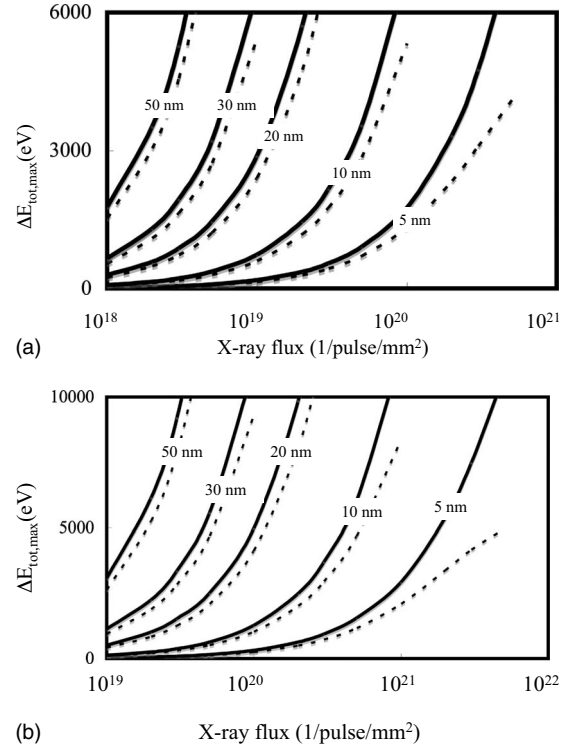 6000
50 nm
30 nm
20 nm
3000
10 nm
5 nm
0
ΔE_tot,max(eV)
10^18
10^19
10^20
10^21
(a)
X-ray flux (1/pulse/mm²)
10000
50 nm
20 nm
30 nm
10 nm
5 nm
5000
0
ΔE_tot,max(eV)
10^19
10^20
10^21
10^22
(b)
X-ray flux (1/pulse/mm²)